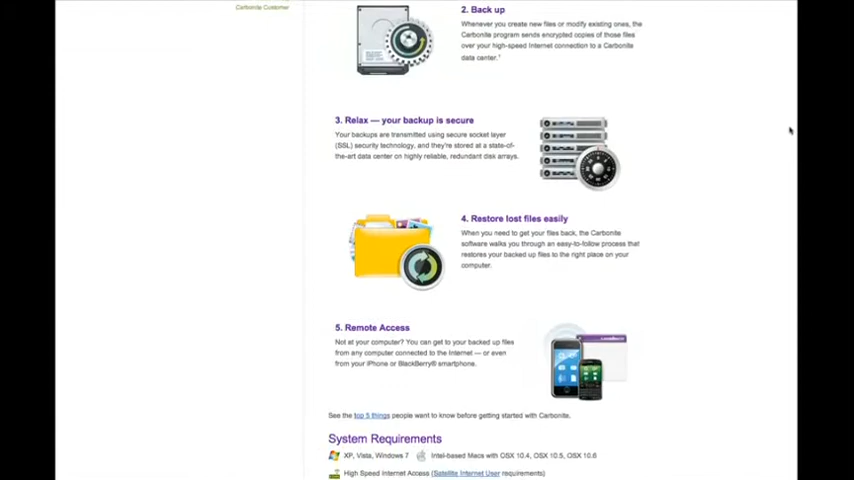 Carbonite Customer
2. Back up
Whenever you create new files or modify existing ones, the
Carbonite program sends encrypted copies of those files
over your high-speed Internet connection to a Carbonite
data center.¹
3. Relax — your backup is secure
Your backups are transmitted using secure socket layer
(SSL) security technology, and they're stored at a state-of-
the-art data center on highly reliable, redundant disk arrays.
4. Restore lost files easily
When you need to get your files back, the Carbonite
software walks you through an easy-to-follow process that
restores your backed up files to the right place on your
computer.
5. Remote Access
Not at your computer? You can get to your backed up files
from any computer connected to the Internet — or even
from your iPhone or BlackBerry® smartphone.
See the top 5 things people want to know before getting started with Carbonite.
System Requirements
XP, Vista, Windows 7 Intel-based Macs with OSX 10.4, OSX 10.5, OSX 10.6
High Speed Internet Access (Satellite Internet User requirements)